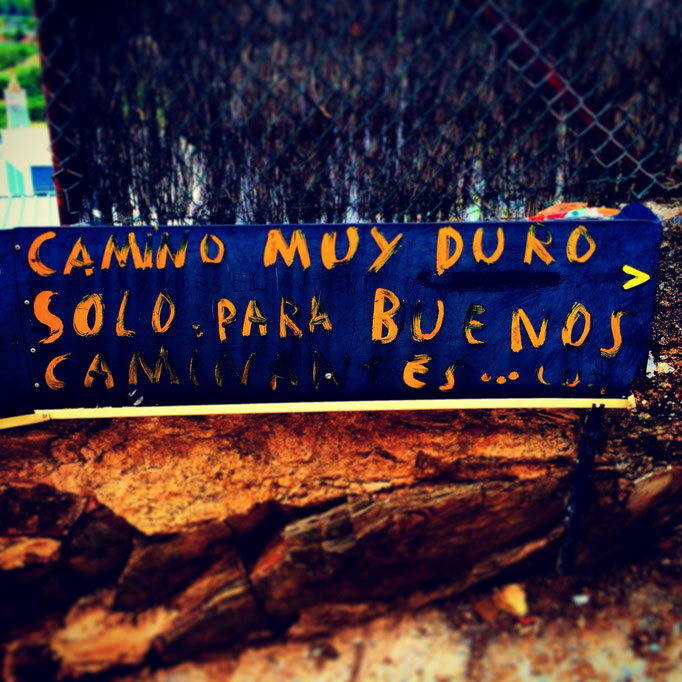 CAMINO MUY DURO
SOLO. PARA BUENOS >
CAMINANTES...